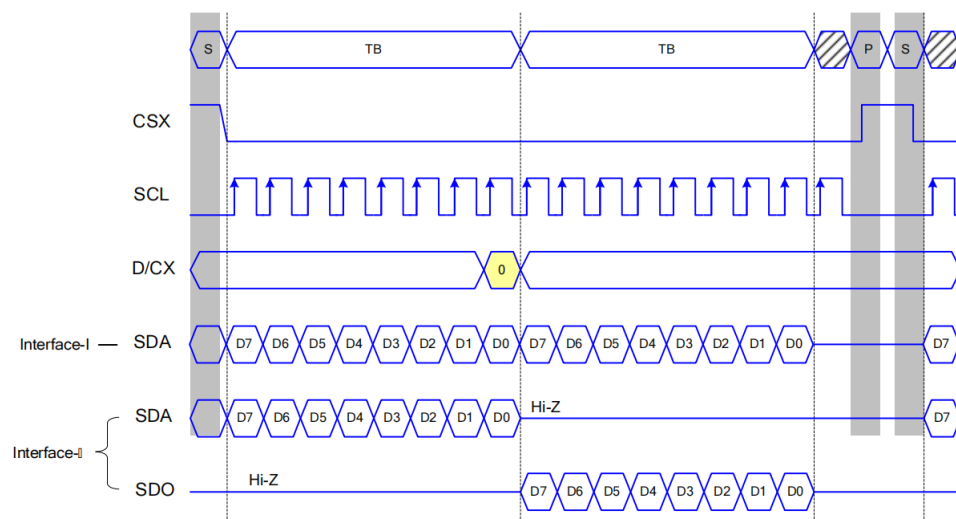 S TB TB P S
CSX
SCL
D/CX 0
Interface-I SDA D7 D6 D5 D4 D3 D2 D1 D0 D7 D6 D5 D4 D3 D2 D1 D0 D7
SDA D7 D6 D5 D4 D3 D2 D1 D0 Hi-Z D7
Interface-▯
SDO Hi-Z D7 D6 D5 D4 D3 D2 D1 D0